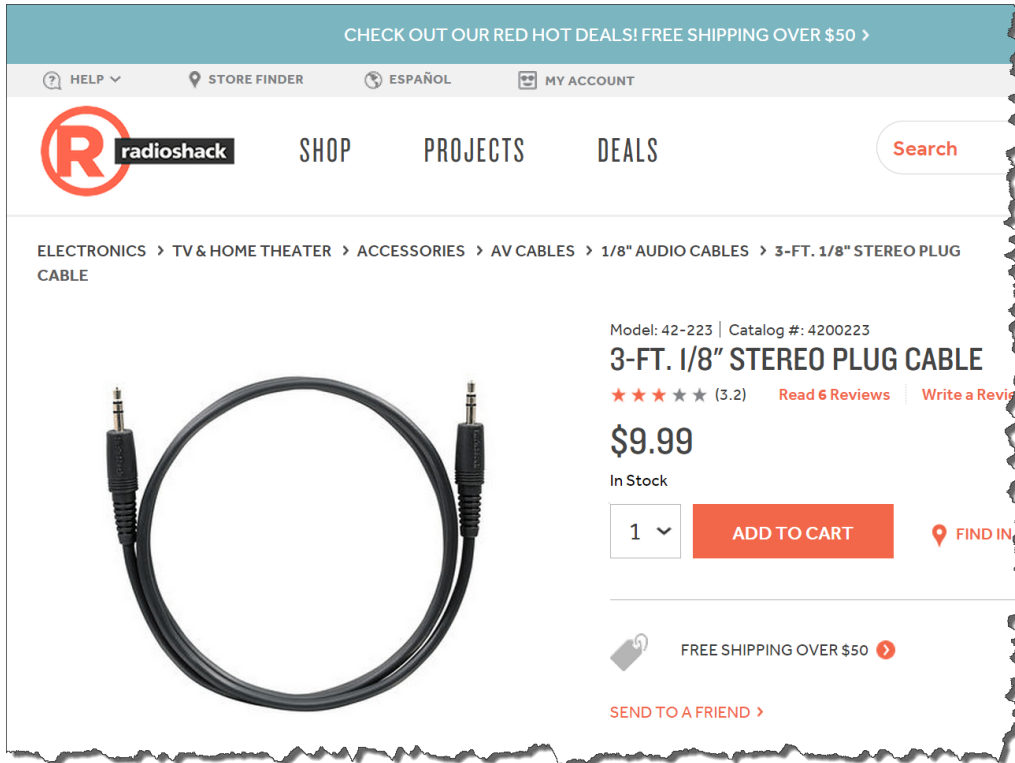 CHECK OUT OUR RED HOT DEALS! FREE SHIPPING OVER $50 >
HELP
STORE FINDER
ESPAÑOL
MY ACCOUNT
R radioshack
SHOP
PROJECTS
DEALS
Search
ELECTRONICS > TV & HOME THEATER > ACCESSORIES > AV CABLES > 1/8" AUDIO CABLES > 3-FT. 1/8" STEREO PLUG
CABLE
Model: 42-223 | Catalog #: 4200223
3-FT. 1/8” STEREO PLUG CABLE
(3.2) Read 6 Reviews | Write a
$9.99
In Stock
1
ADD TO CART
FIND IN
FREE SHIPPING OVER $50
SEND TO A FRIEND >